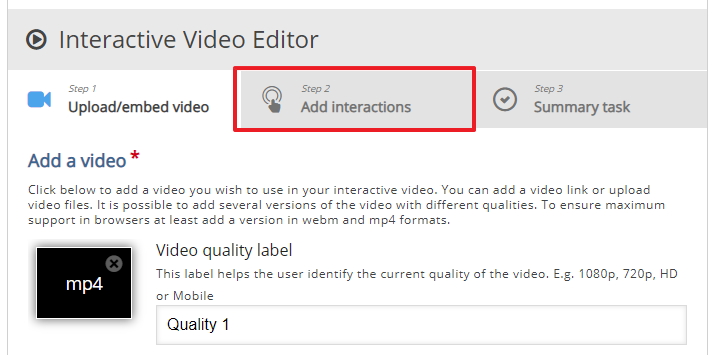 Interactive Video Editor
Step 1
Upload/embed video
Step 2
Add interactions
Step 3
Summary task
Add a video *
Click below to add a video you wish to use in your interactive video. You can add a video link or upload
video files. It is possible to add several versions of the video with different qualities. To ensure maximum
support in browsers at least add a version in webm and mp4 formats.
mp4
Video quality label
This label helps the user identify the current quality of the video. E.g. 1080p, 720p, HD
or Mobile
Quality 1